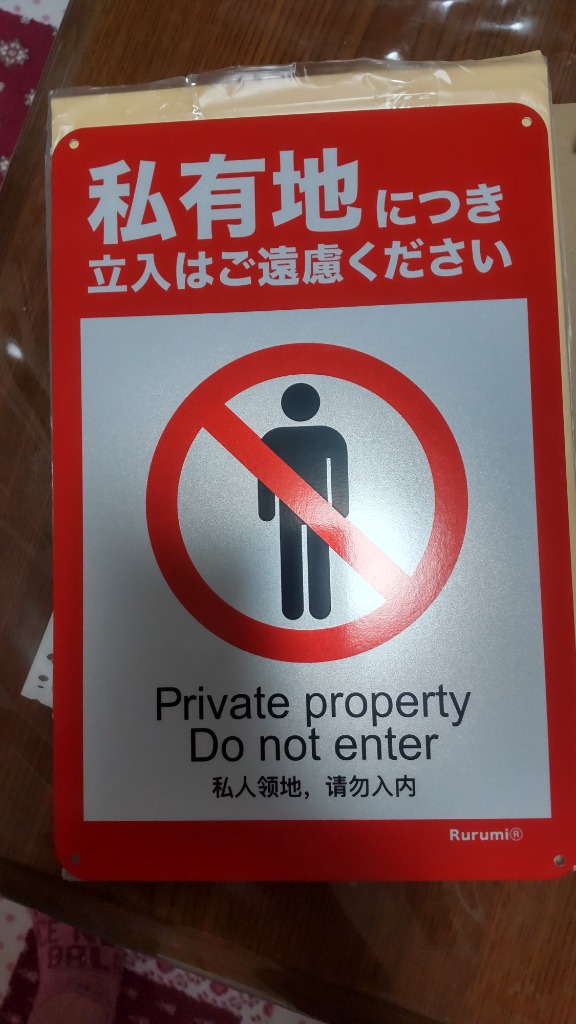 私有地につき
立入はご遠慮ください
Private property
Do not enter
私人领地，请勿入内
Rurumi®